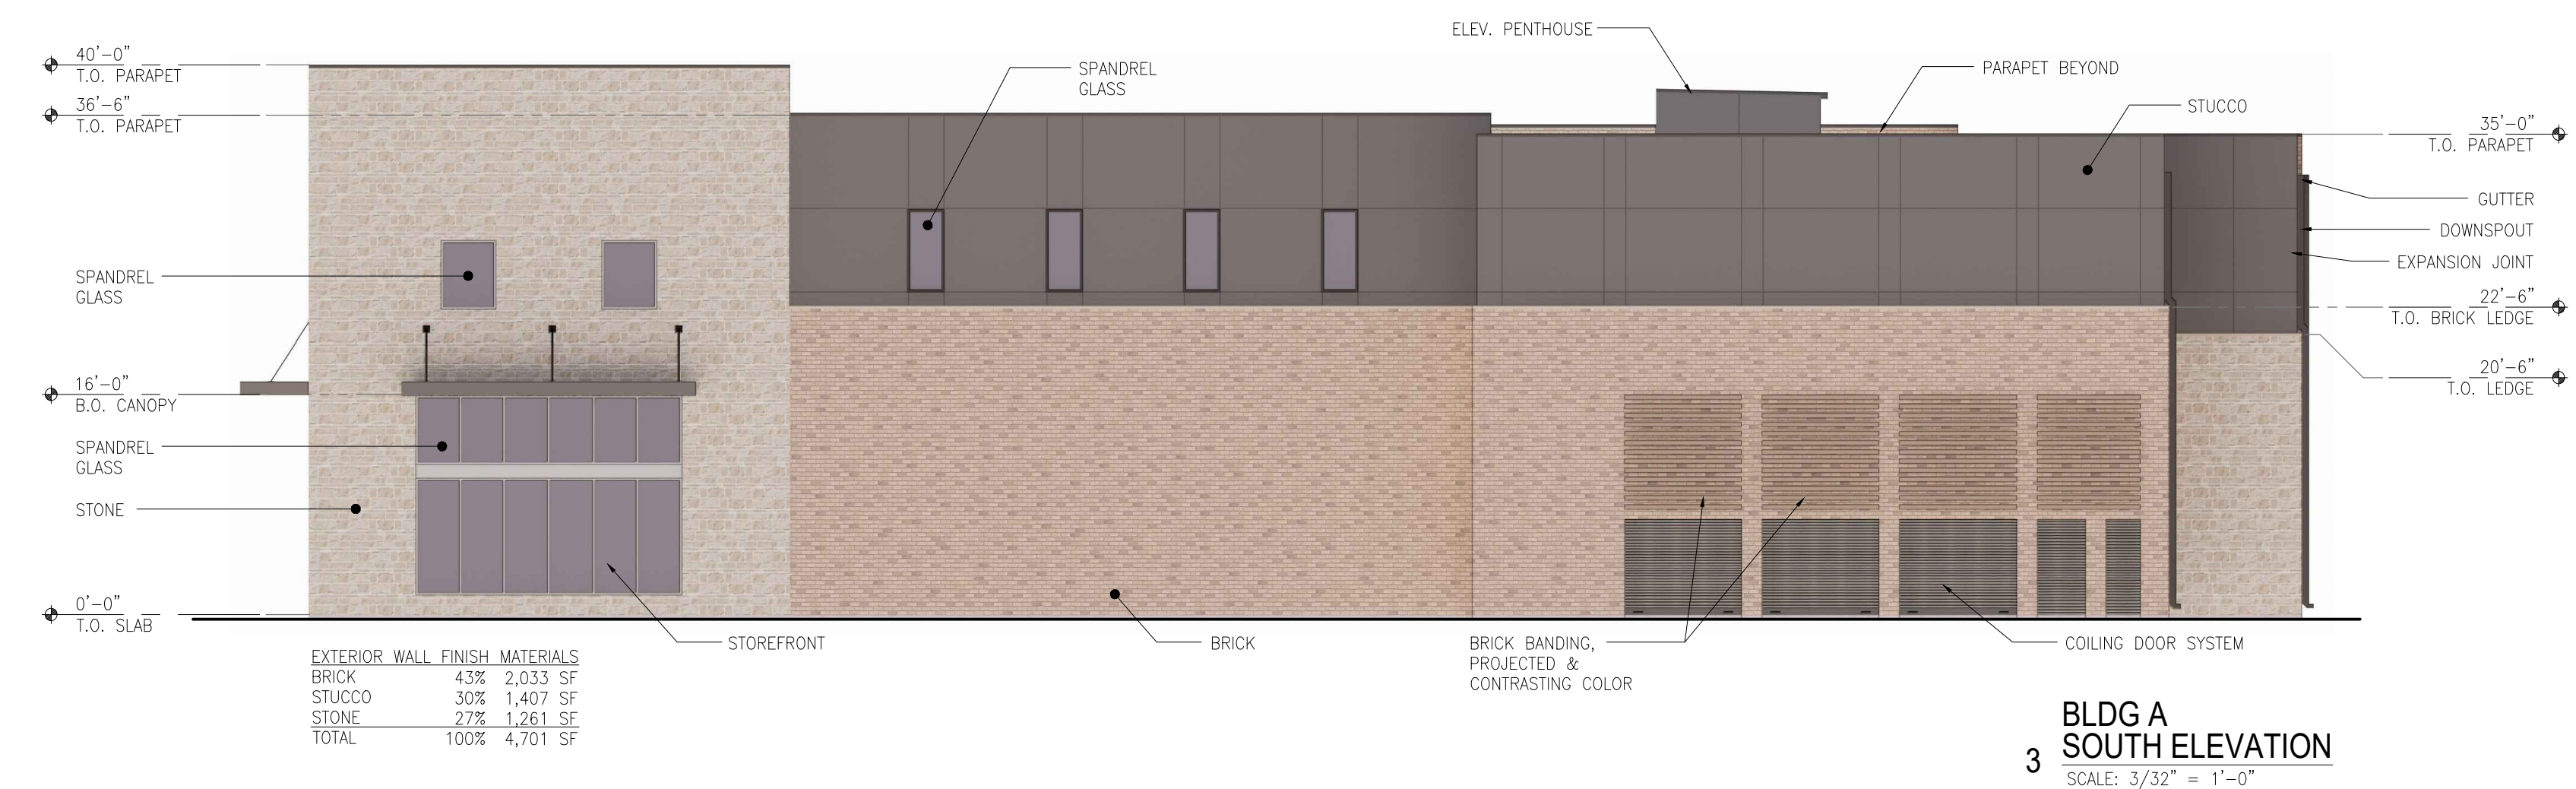 ELEV. PENTHOUSE
40'-0"
T.O. PARAPET
SPANDREL
GLASS
PARAPET BEYOND
36'-6"
T.O. PARAPET
STUCCO
35'-0"
T.O. PARAPET
GUTTER
DOWNSPOUT
EXPANSION JOINT
SPANDREL
GLASS
22'-6"
T.O. BRICK LEDGE
20'-6"
T.O. LEDGE
16'-0"
B.O. CANOPY
SPANDREL
GLASS
STONE
0'-0"
T.O. SLAB
STOREFRONT
BRICK
BRICK BANDING,
PROJECTED &
CONTRASTING COLOR
COILING DOOR SYSTEM
EXTERIOR WALL FINISH MATERIALS
BRICK 43% 2,033 SF
STUCCO 30% 1,407 SF
STONE 27% 1,261 SF
TOTAL 100% 4,701 SF
3
BLDG A
SOUTH ELEVATION
SCALE: 3/32" = 1'-0"